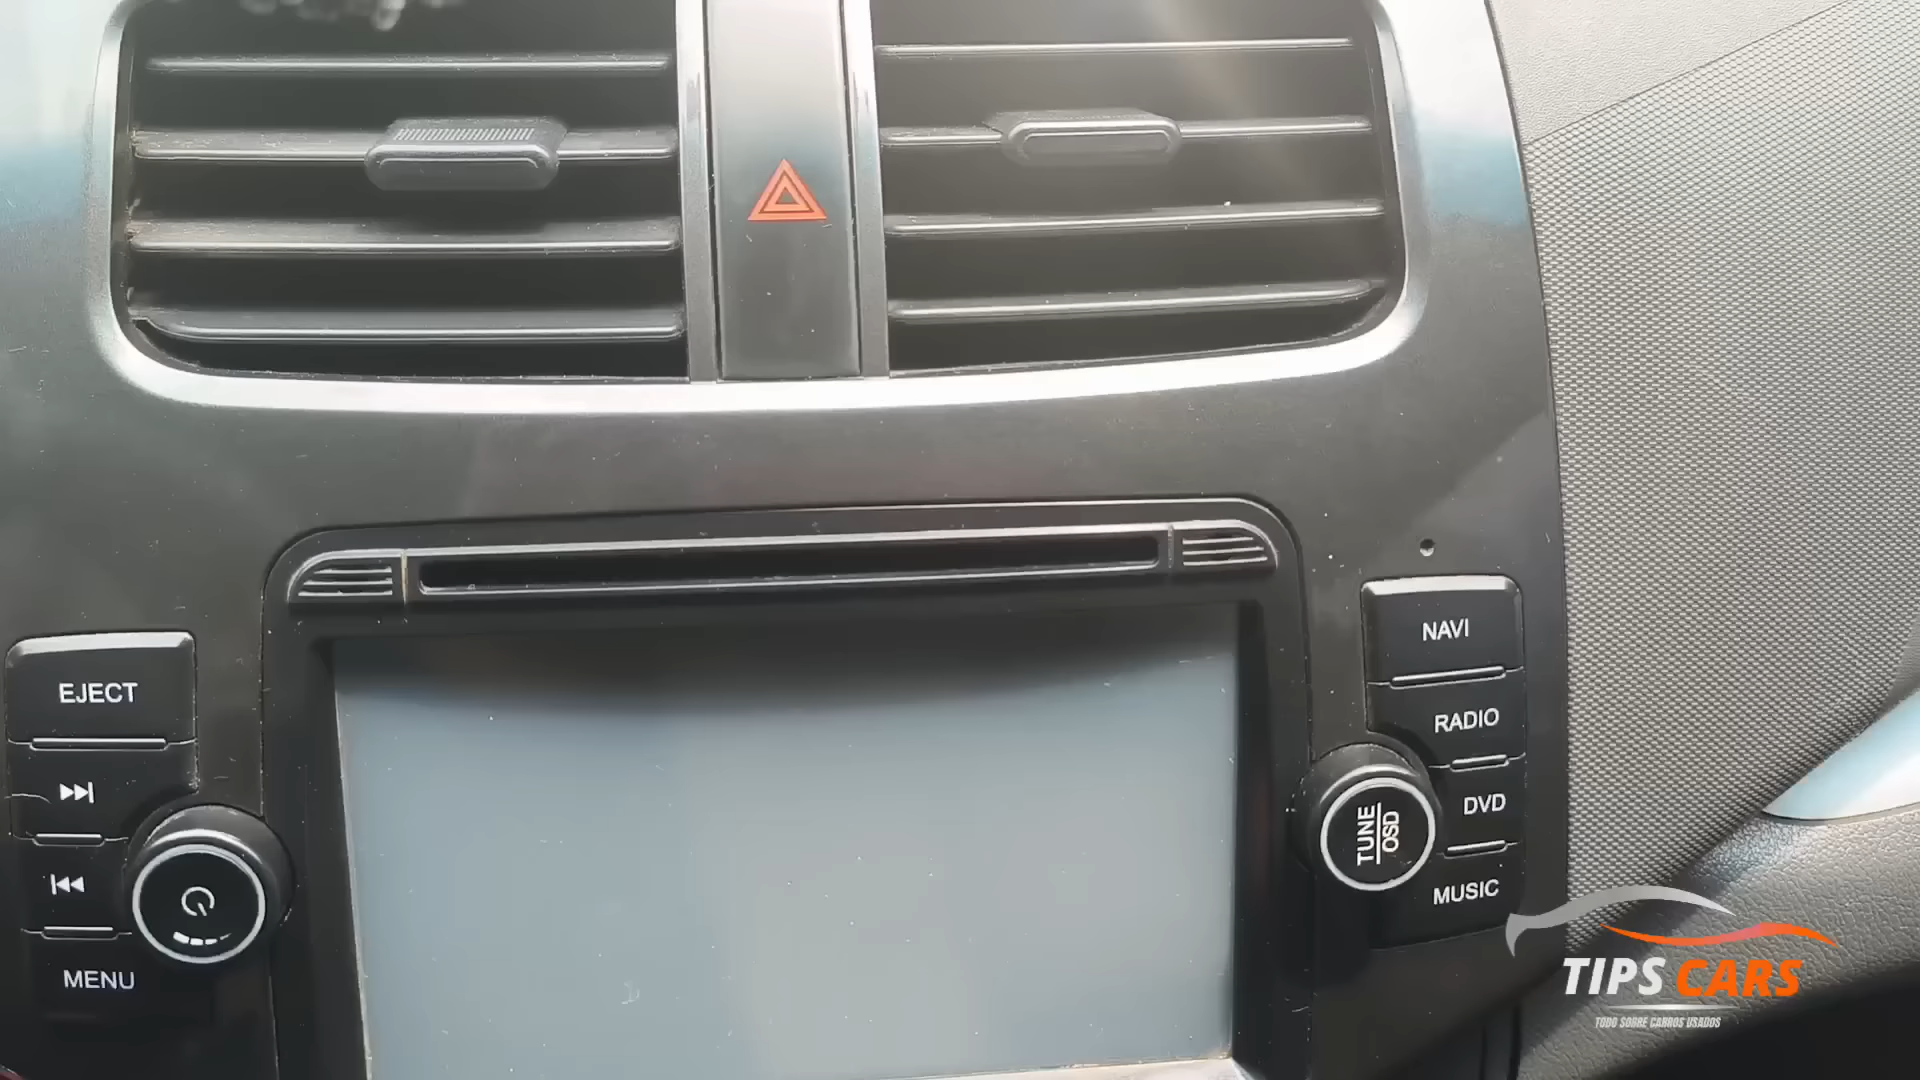 EJECT
MENU
NAVI
RADIO
DVD
MUSIC
TUNE
OSD
TIPS CARS
TODO SOBRE CARROS USADOS